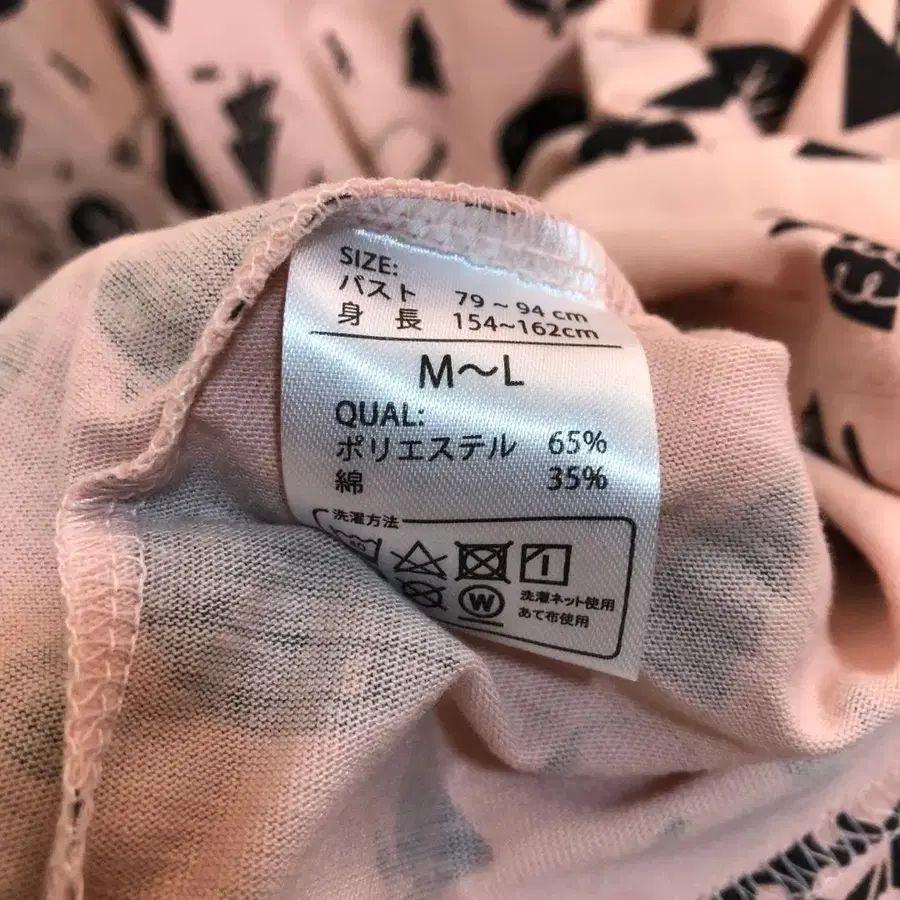 SIZE:
バスト 79～94 cm
身 長 154～162cm
M～L
QUAL:
ポリエステル 65%
綿 35%
洗濯方法
W
洗濯ネット使用
あて布使用